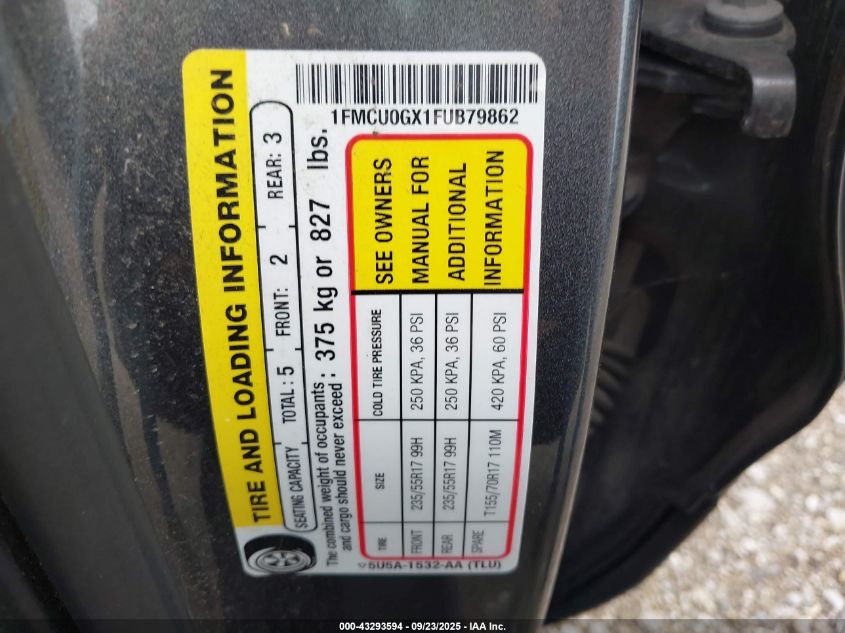 TIRE AND LOADING INFORMATION
SEATING CAPACITY TOTAL: 5 FRONT: 2 REAR: 3
The combined weight of occupants and cargo should never exceed: 375 kg or 827 lbs.
TIRE SIZE COLD TIRE PRESSURE
FRONT 235/55R17 99H 250 KPA, 36 PSI
REAR 235/55R17 99H 250 KPA, 36 PSI
SPARE T155/70R17 110M 420 KPA, 60 PSI
SEE OWNERS
MANUAL FOR
ADDITIONAL
INFORMATION
5U5A-1532-AA (TLU)
1FMCU0GX1FUB79862
000-43293594 - 09/23/2025 - IAA Inc.